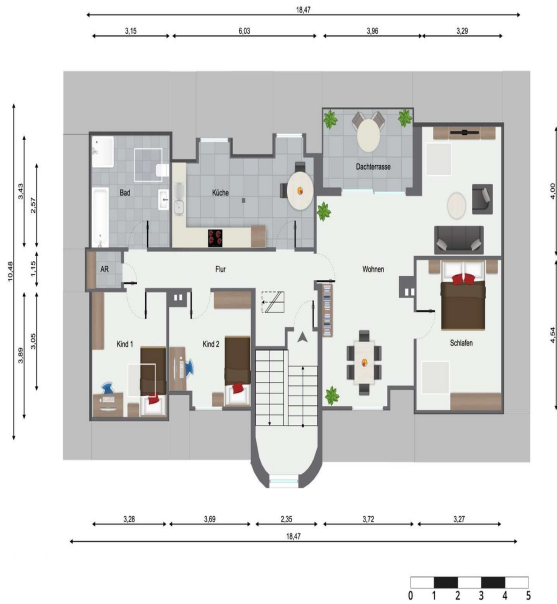 18,47
3,15 6,03 3,96 3,29
10,48
3,43
2,57
1,15
3,89
3,05
4,00
4,54
Dachterrasse
Bad
Küche
AR
Flur
Wohnen
Kind 1
Kind 2
Schlafen
3,28 3,69 2,35 3,72 3,27
18,47
0 1 2 3 4 5